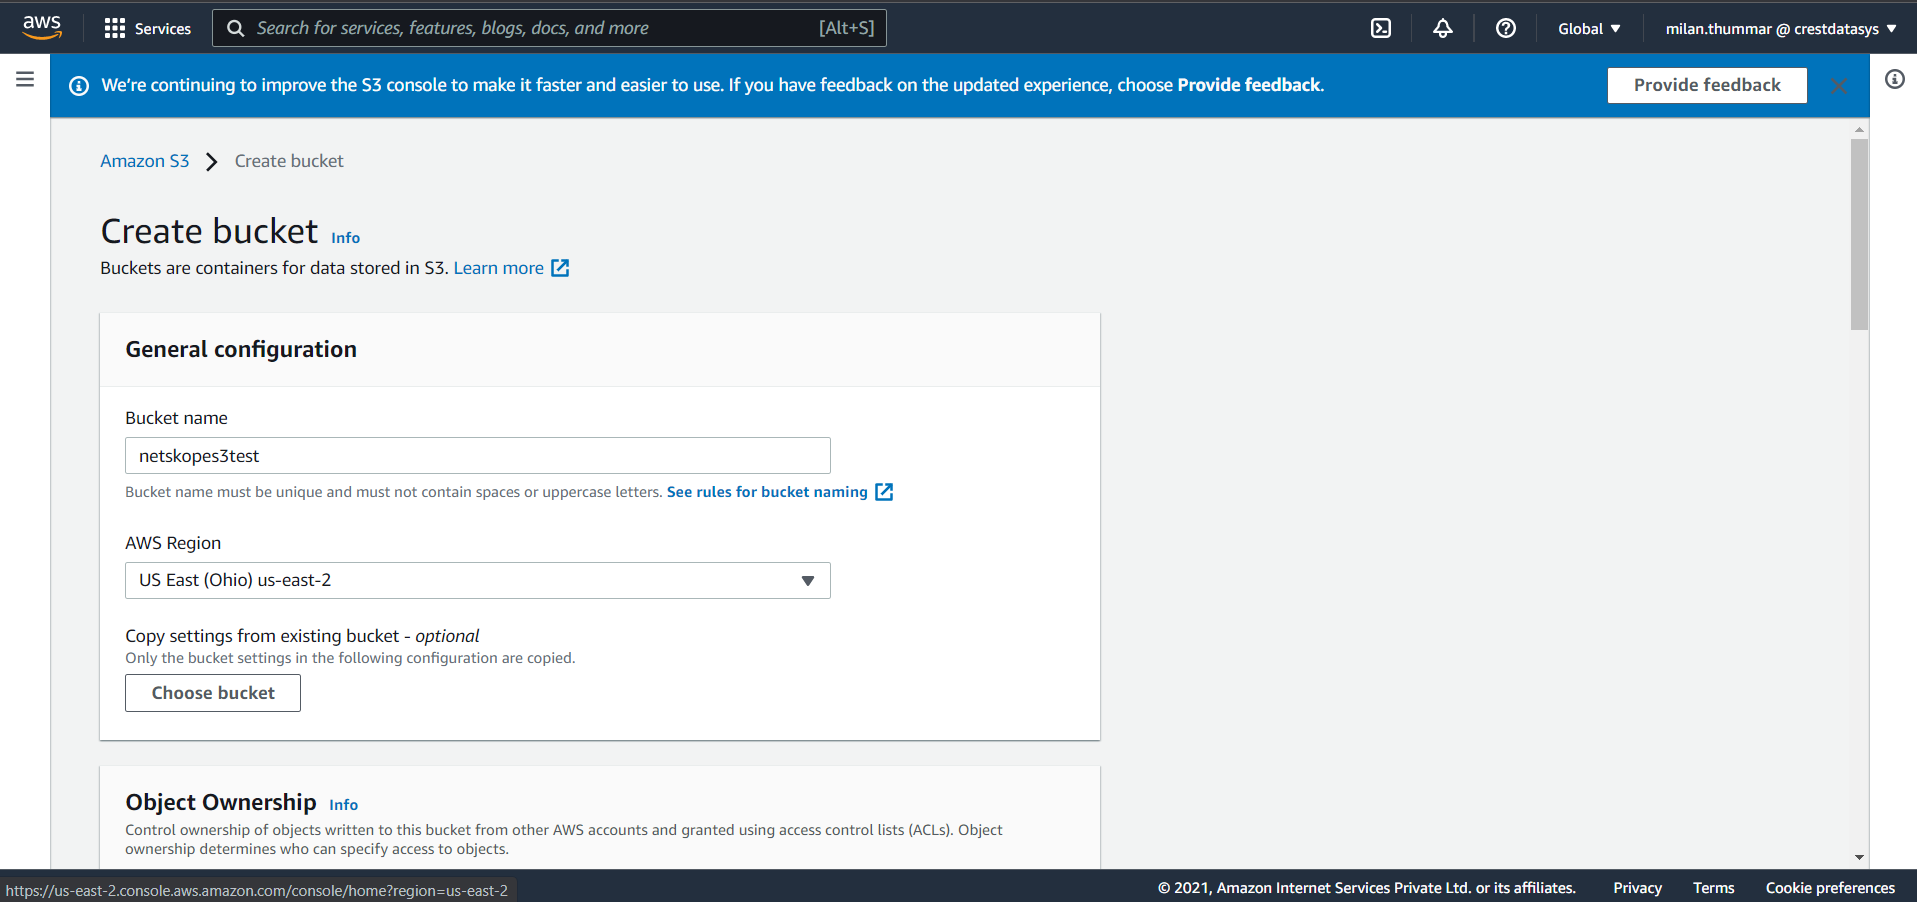 aws Services Search for services, features, blogs, docs, and more [Alt+S] Global ▼ milan.thummar @ crestdatasys ▼
We're continuing to improve the S3 console to make it faster and easier to use. If you have feedback on the updated experience, choose Provide feedback. Provide feedback
Amazon S3 Create bucket
Create bucket Info
Buckets are containers for data stored in S3. Learn more
General configuration
Bucket name
netskopes3test
Bucket name must be unique and must not contain spaces or uppercase letters. See rules for bucket naming
AWS Region
US East (Ohio) us-east-2
Copy settings from existing bucket - optional
Only the bucket settings in the following configuration are copied.
Choose bucket
Object Ownership Info
Control ownership of objects written to this bucket from other AWS accounts and granted using access control lists (ACLs). Object
ownership determines who can specify access to objects.
https://us-east-2.console.aws.amazon.com/console/home?region=us-east-2 © 2021, Amazon Internet Services Private Ltd. or its affiliates. Privacy Terms Cookie preferences